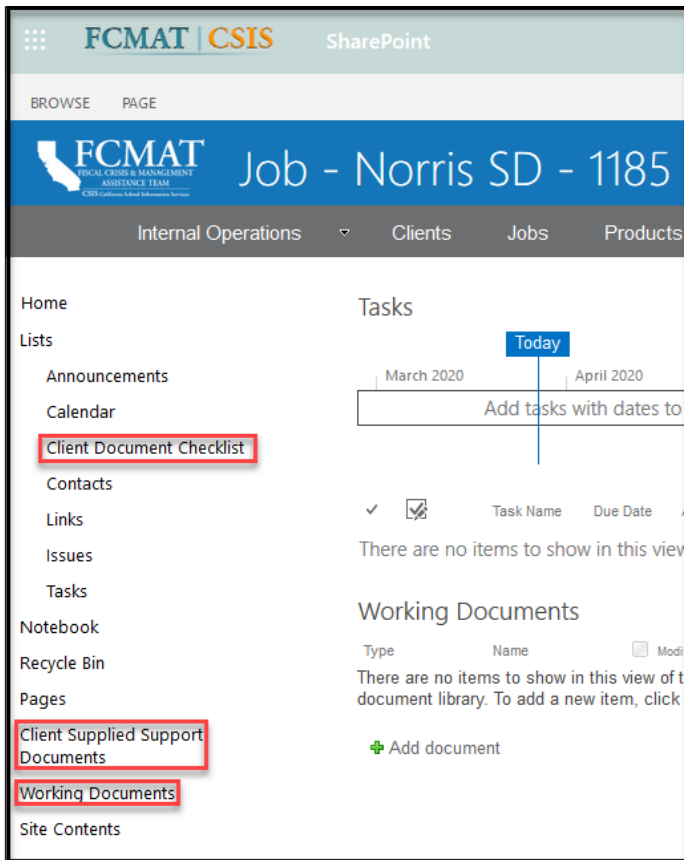 FCMAT | CSIS SharePoint
BROWSE PAGE
FCMAT
FISCAL CRISIS & MANAGEMENT
ASSISTANCE TEAM
CSIS California School Information Services
Job - Norris SD - 1185
Internal Operations Clients Jobs Products
Home
Lists
Announcements
Calendar
Client Document Checklist
Contacts
Links
Issues
Tasks
Notebook
Recycle Bin
Pages
Client Supplied Support
Documents
Working Documents
Site Contents
Tasks
Today
March 2020 April 2020
Add tasks with dates to
Task Name Due Date
There are no items to show in this view
Working Documents
Type Name Modi
There are no items to show in this view of t
document library. To add a new item, click
Add document